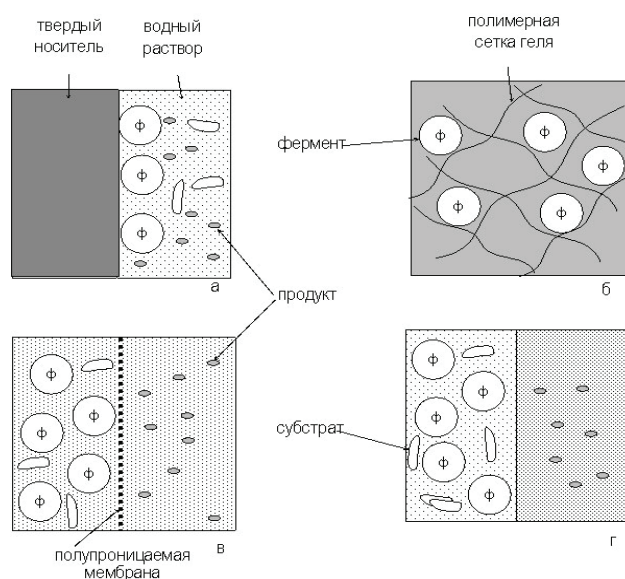 твердый
носитель
водный
раствор
полимерная
сетка геля
фермент
Ф
Ф
Ф
Ф
Ф
Ф
Ф
Ф
а
б
продукт
Ф
Ф
Ф
Ф
Ф
Ф
Ф
Ф
Ф
Ф
субстрат
в
г
полупроницаемая
мембрана